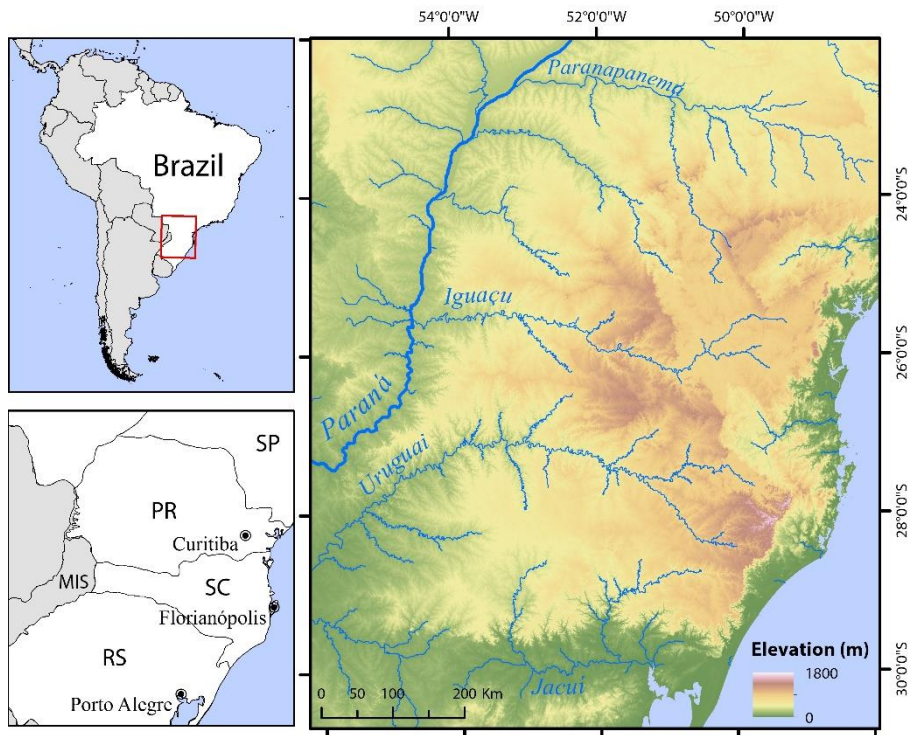 54°0'0"W
52°0'0"W
50°0'0"W
Brazil
Paranapanema
24°0'0"S
Iguaçu
26°0'0"S
Paraná
Uruguai
28°0'0"S
SP
PR
Curitiba
MIS
SC
Florianópolis
RS
Porto Alegre
Jacuí
30°0'0"S
Elevation (m)
1800
0
0 50 100 200 Km